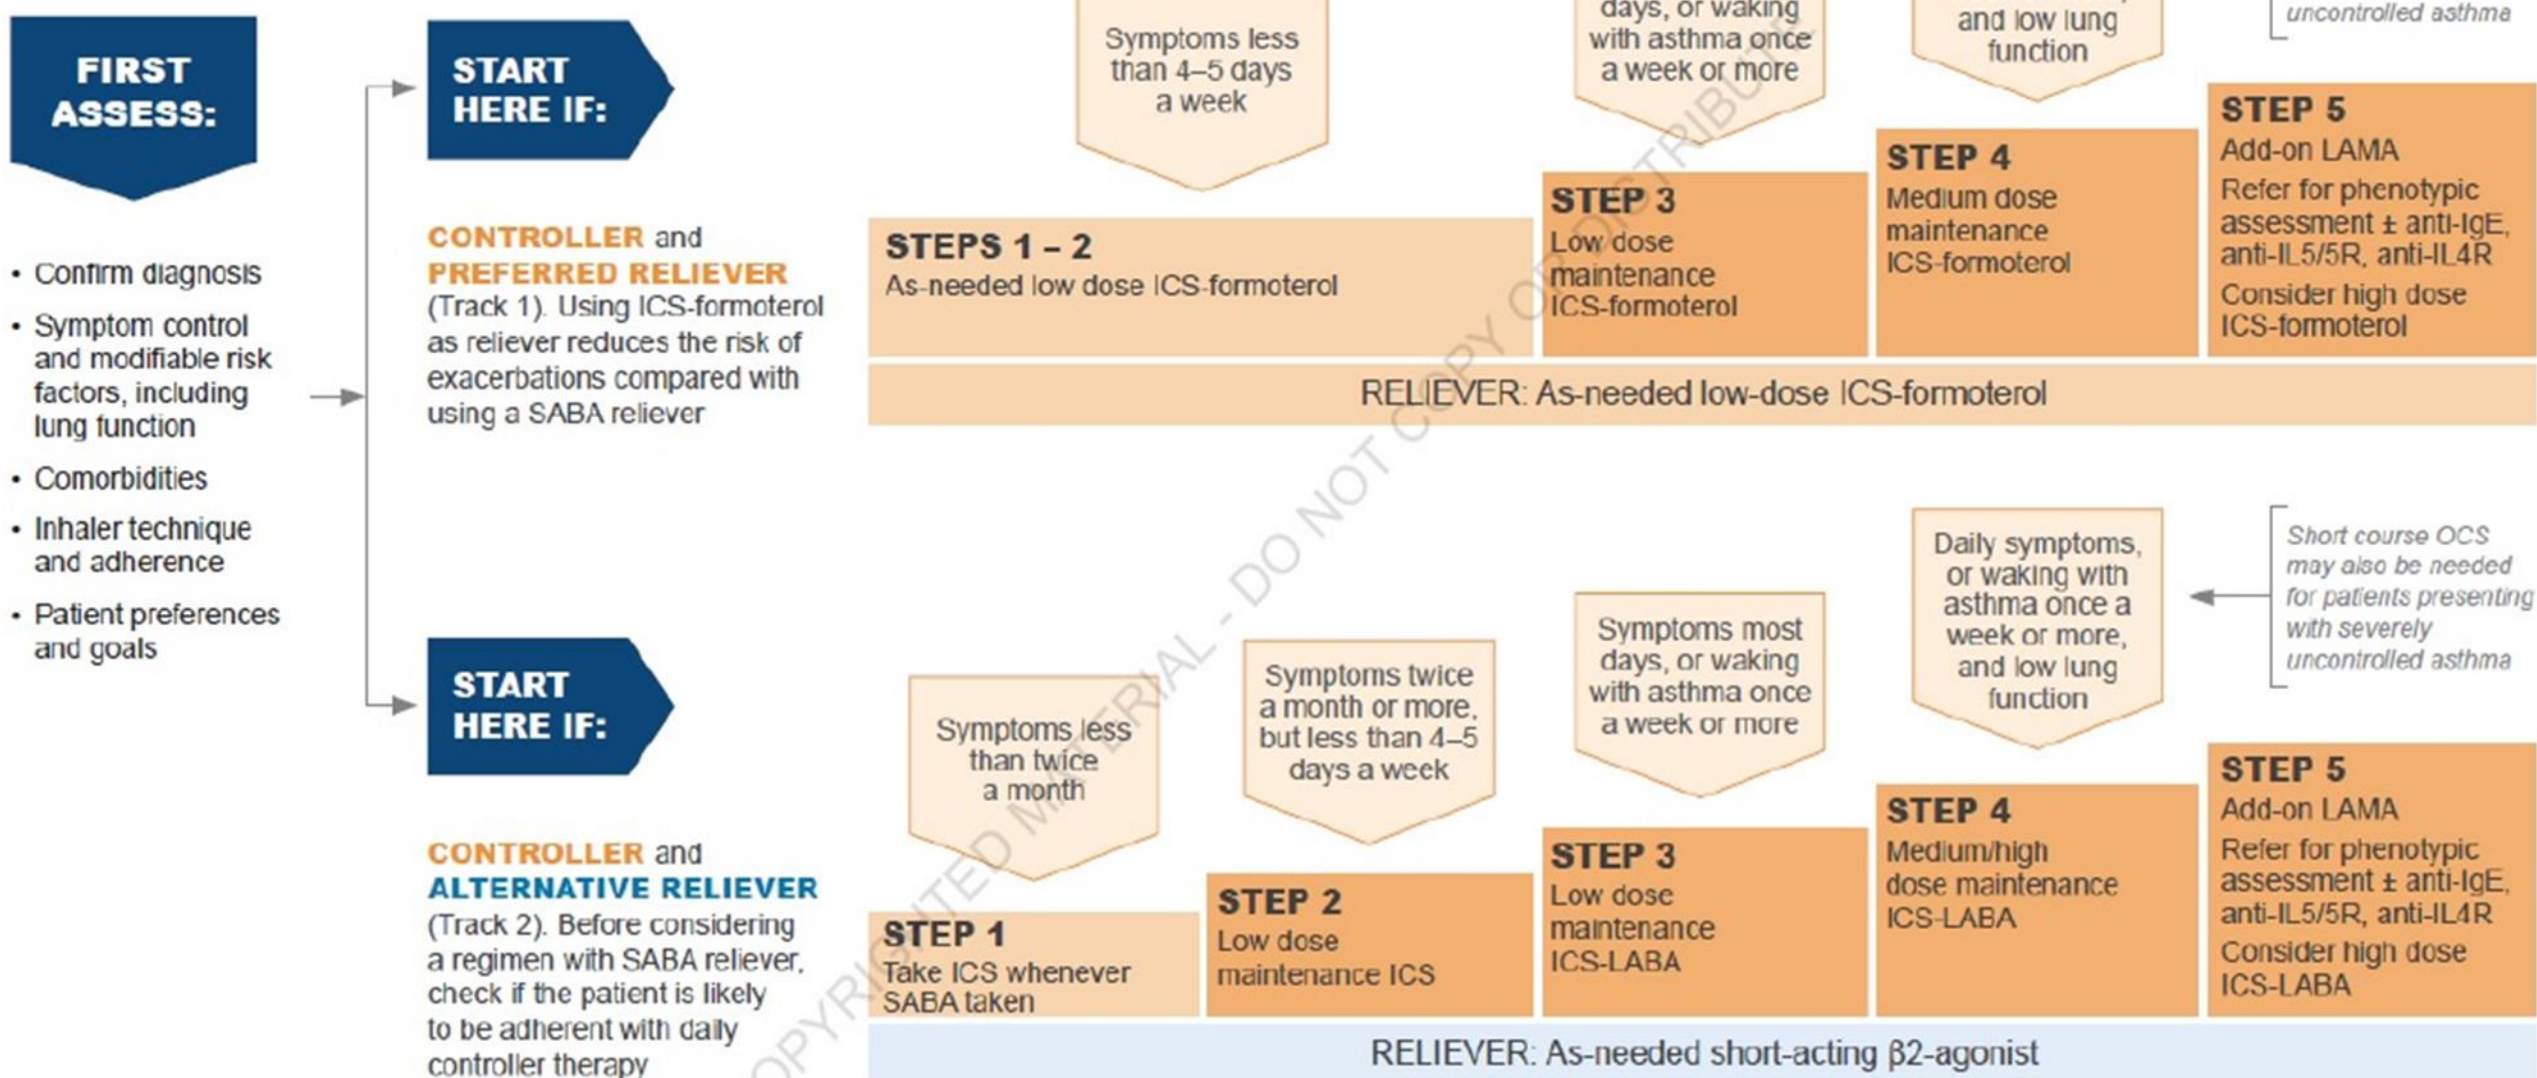 FIRST
ASSESS:
• Confirm diagnosis
• Symptom control
and modifiable risk
factors, including
lung function
• Comorbidities
• Inhaler technique
and adherence
• Patient preferences
and goals
START
HERE IF:
CONTROLLER and
PREFERRED RELIEVER
(Track 1). Using ICS-formoterol
as reliever reduces the risk of
exacerbations compared with
using a SABA reliever
Symptoms less
than 4–5 days
a week
days, or waking
with asthma once
a week or more
and low lung
function
uncontrolled asthma
STEPS 1 – 2
As-needed low dose ICS-formoterol
STEP 3
Low dose
maintenance
ICS-formoterol
STEP 4
Medium dose
maintenance
ICS-formoterol
STEP 5
Add-on LAMA
Refer for phenotypic
assessment ± anti-IgE,
anti-IL5/5R, anti-IL4R
Consider high dose
ICS-formoterol
RELIEVER: As-needed low-dose ICS-formoterol
START
HERE IF:
CONTROLLER and
ALTERNATIVE RELIEVER
(Track 2). Before considering
a regimen with SABA reliever,
check if the patient is likely
to be adherent with daily
controller therapy
Symptoms less
than twice
a month
Symptoms twice
a month or more,
but less than 4–5
days a week
Symptoms most
days, or waking
with asthma once
a week or more
Daily symptoms,
or waking with
asthma once a
week or more,
and low lung
function
Short course OCS
may also be needed
for patients presenting
with severely
uncontrolled asthma
STEP 1
Take ICS whenever
SABA taken
STEP 2
Low dose
maintenance ICS
STEP 3
Low dose
maintenance
ICS-LABA
STEP 4
Medium/high
dose maintenance
ICS-LABA
STEP 5
Add-on LAMA
Refer for phenotypic
assessment ± anti-IgE,
anti-IL5/5R, anti-IL4R
Consider high dose
ICS-LABA
RELIEVER: As-needed short-acting β2-agonist
OPYRIGHTED MATERIAL - DO NOT COPY OR DISTRIBUTE